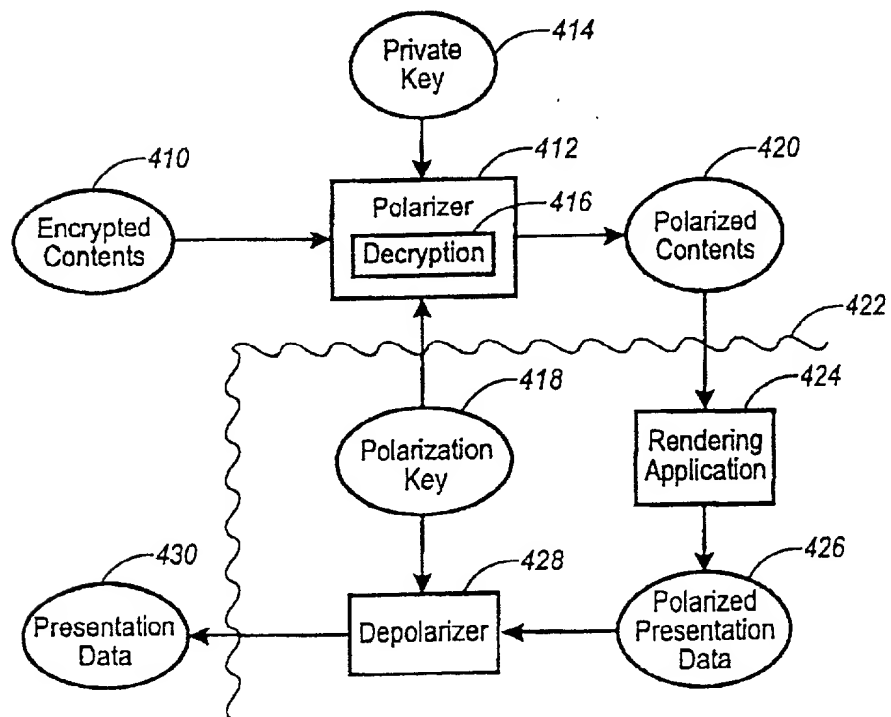 414
Private
Key
410
412
420
Encrypted
Contents
Polarizer
416
Decryption
Polarized
Contents
422
418
424
Polarization
Key
Rendering
Application
430
428
426
Presentation
Data
Depolarizer
Polarized
Presentation
Data